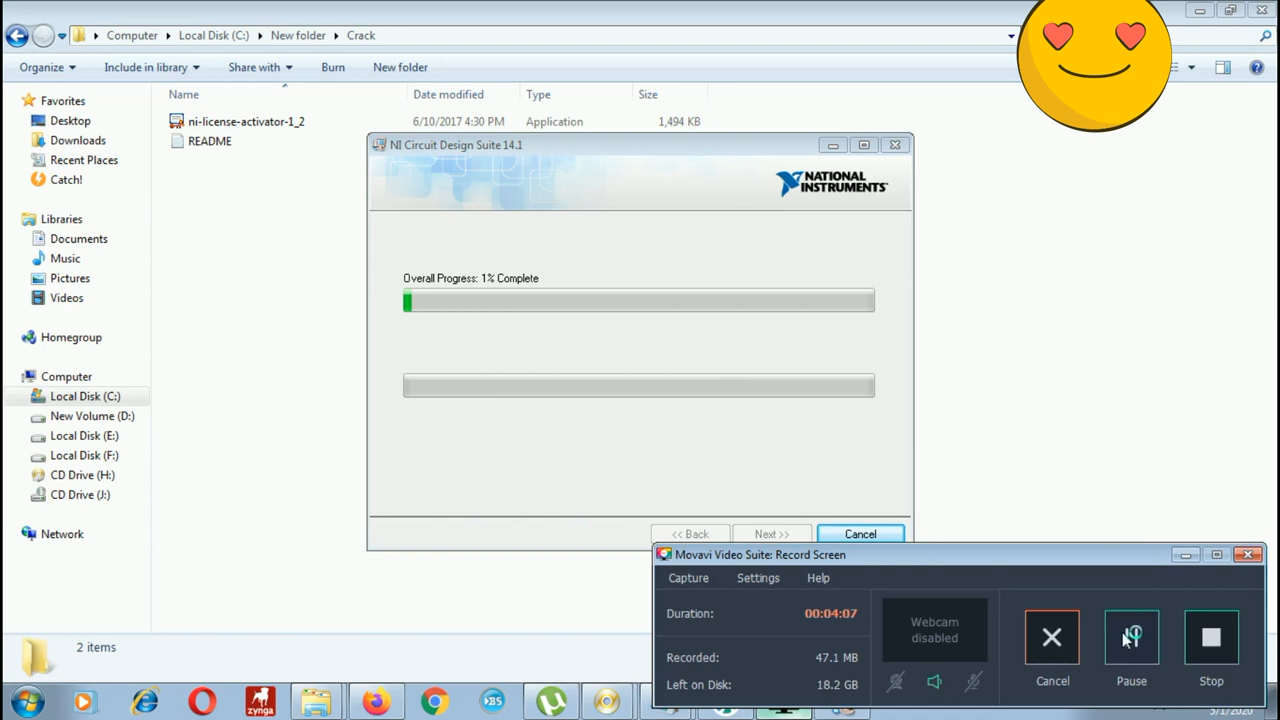 Computer Local Disk (C:) New folder Crack
Organize Include in library Share with Burn New folder
Name Date modified Type Size
ni-license-activator-1_2 6/10/2017 4:30 PM Application 1,494 KB
README
Favorites
Desktop
Downloads
Recent Places
Catch!
Libraries
Documents
Music
Pictures
Videos
Homegroup
Computer
Local Disk (C:)
New Volume (D:)
Local Disk (E:)
Local Disk (F:)
CD Drive (H:)
CD Drive (J:)
Network
2 items
NI Circuit Design Suite 14.1
NATIONAL
INSTRUMENTS
Overall Progress: 1% Complete
<< Back Next >> Cancel
Movavi Video Suite: Record Screen
Capture Settings Help
Duration: 00:04:07
Recorded: 47.1 MB
Left on Disk: 18.2 GB
Webcam
disabled
Cancel Pause Stop
zynga
BS
5/1/2020